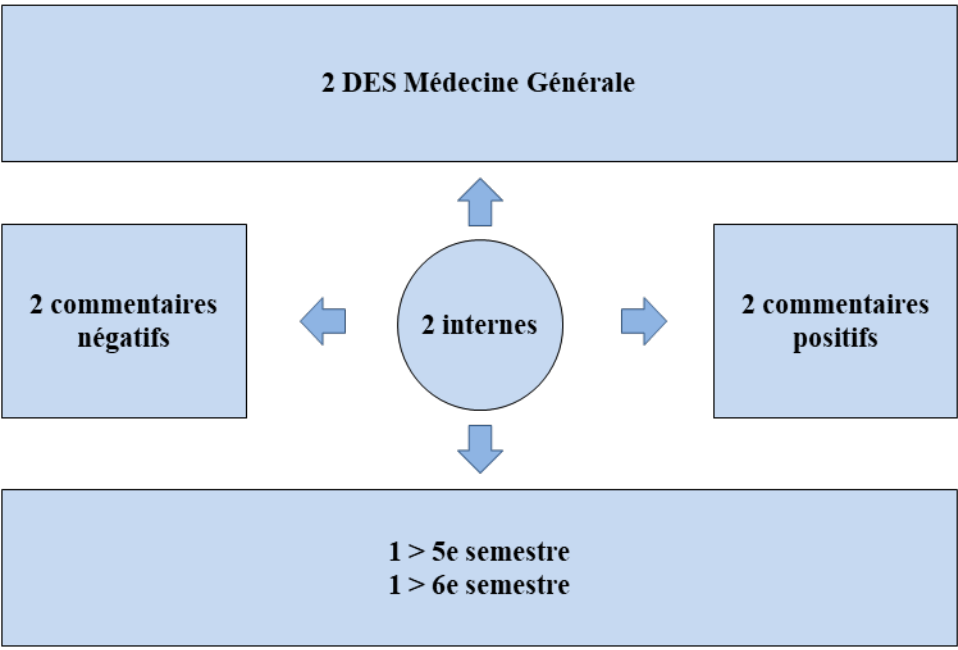 2 DES Médecine Générale
2 commentaires
négatifs
2 internes
2 commentaires
positifs
1 > 5e semestre
1 > 6e semestre